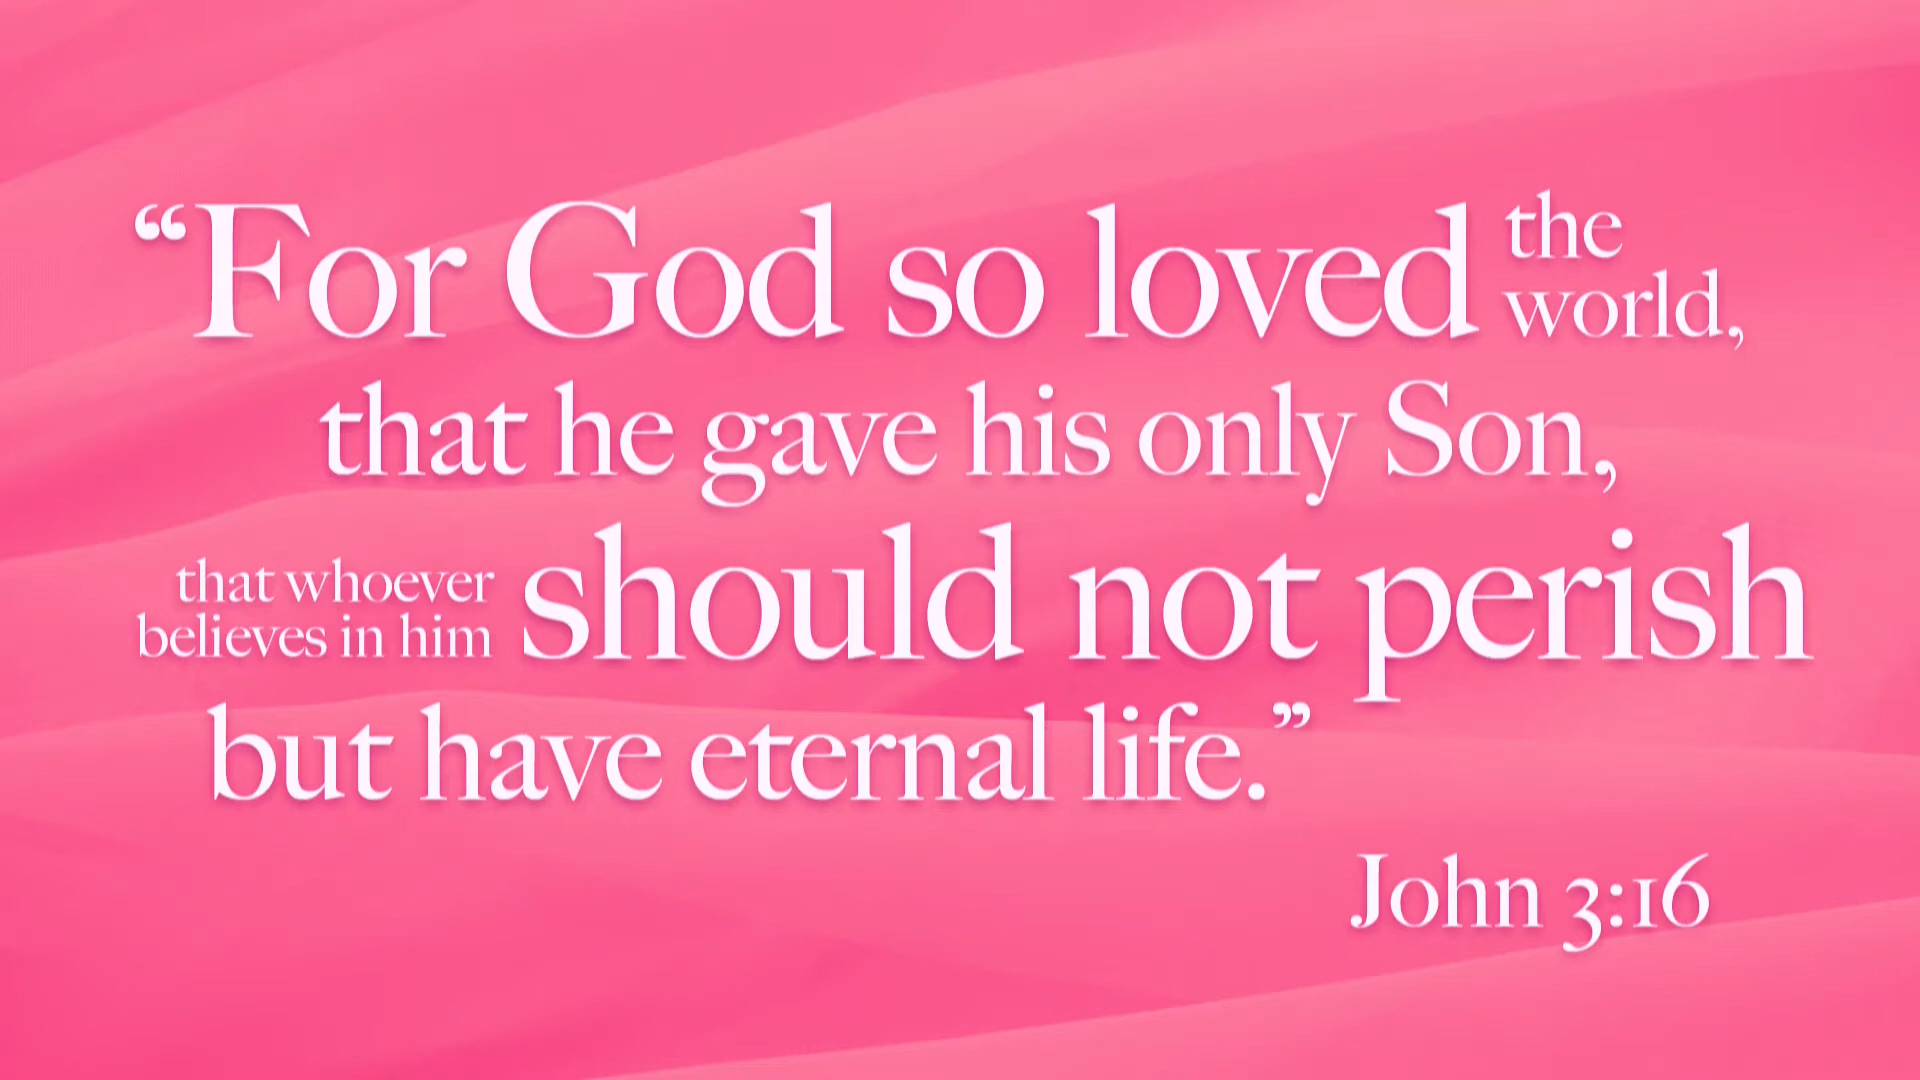 “For God so loved the world,
that he gave his only Son,
that whoever believes in him should not perish
but have eternal life.”
John 3:16